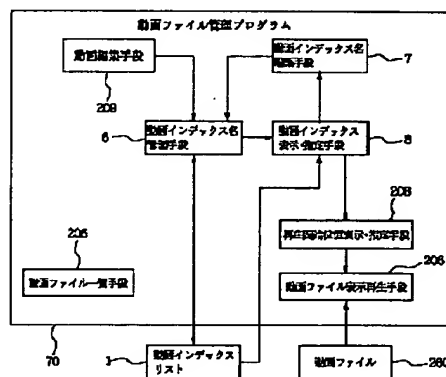 動画ファイル管理プログラム
動画編集手段
209
動画インデックス名
編集手段
7
6
動画インデックス名
管理手段
動画インデックス
表示・指定手段
8
208
再生開始位置表示・指定手段
205
動画ファイル一覧手段
206
動画ファイル表示再生手段
70
1
動画インデックス
リスト
動画ファイル
260